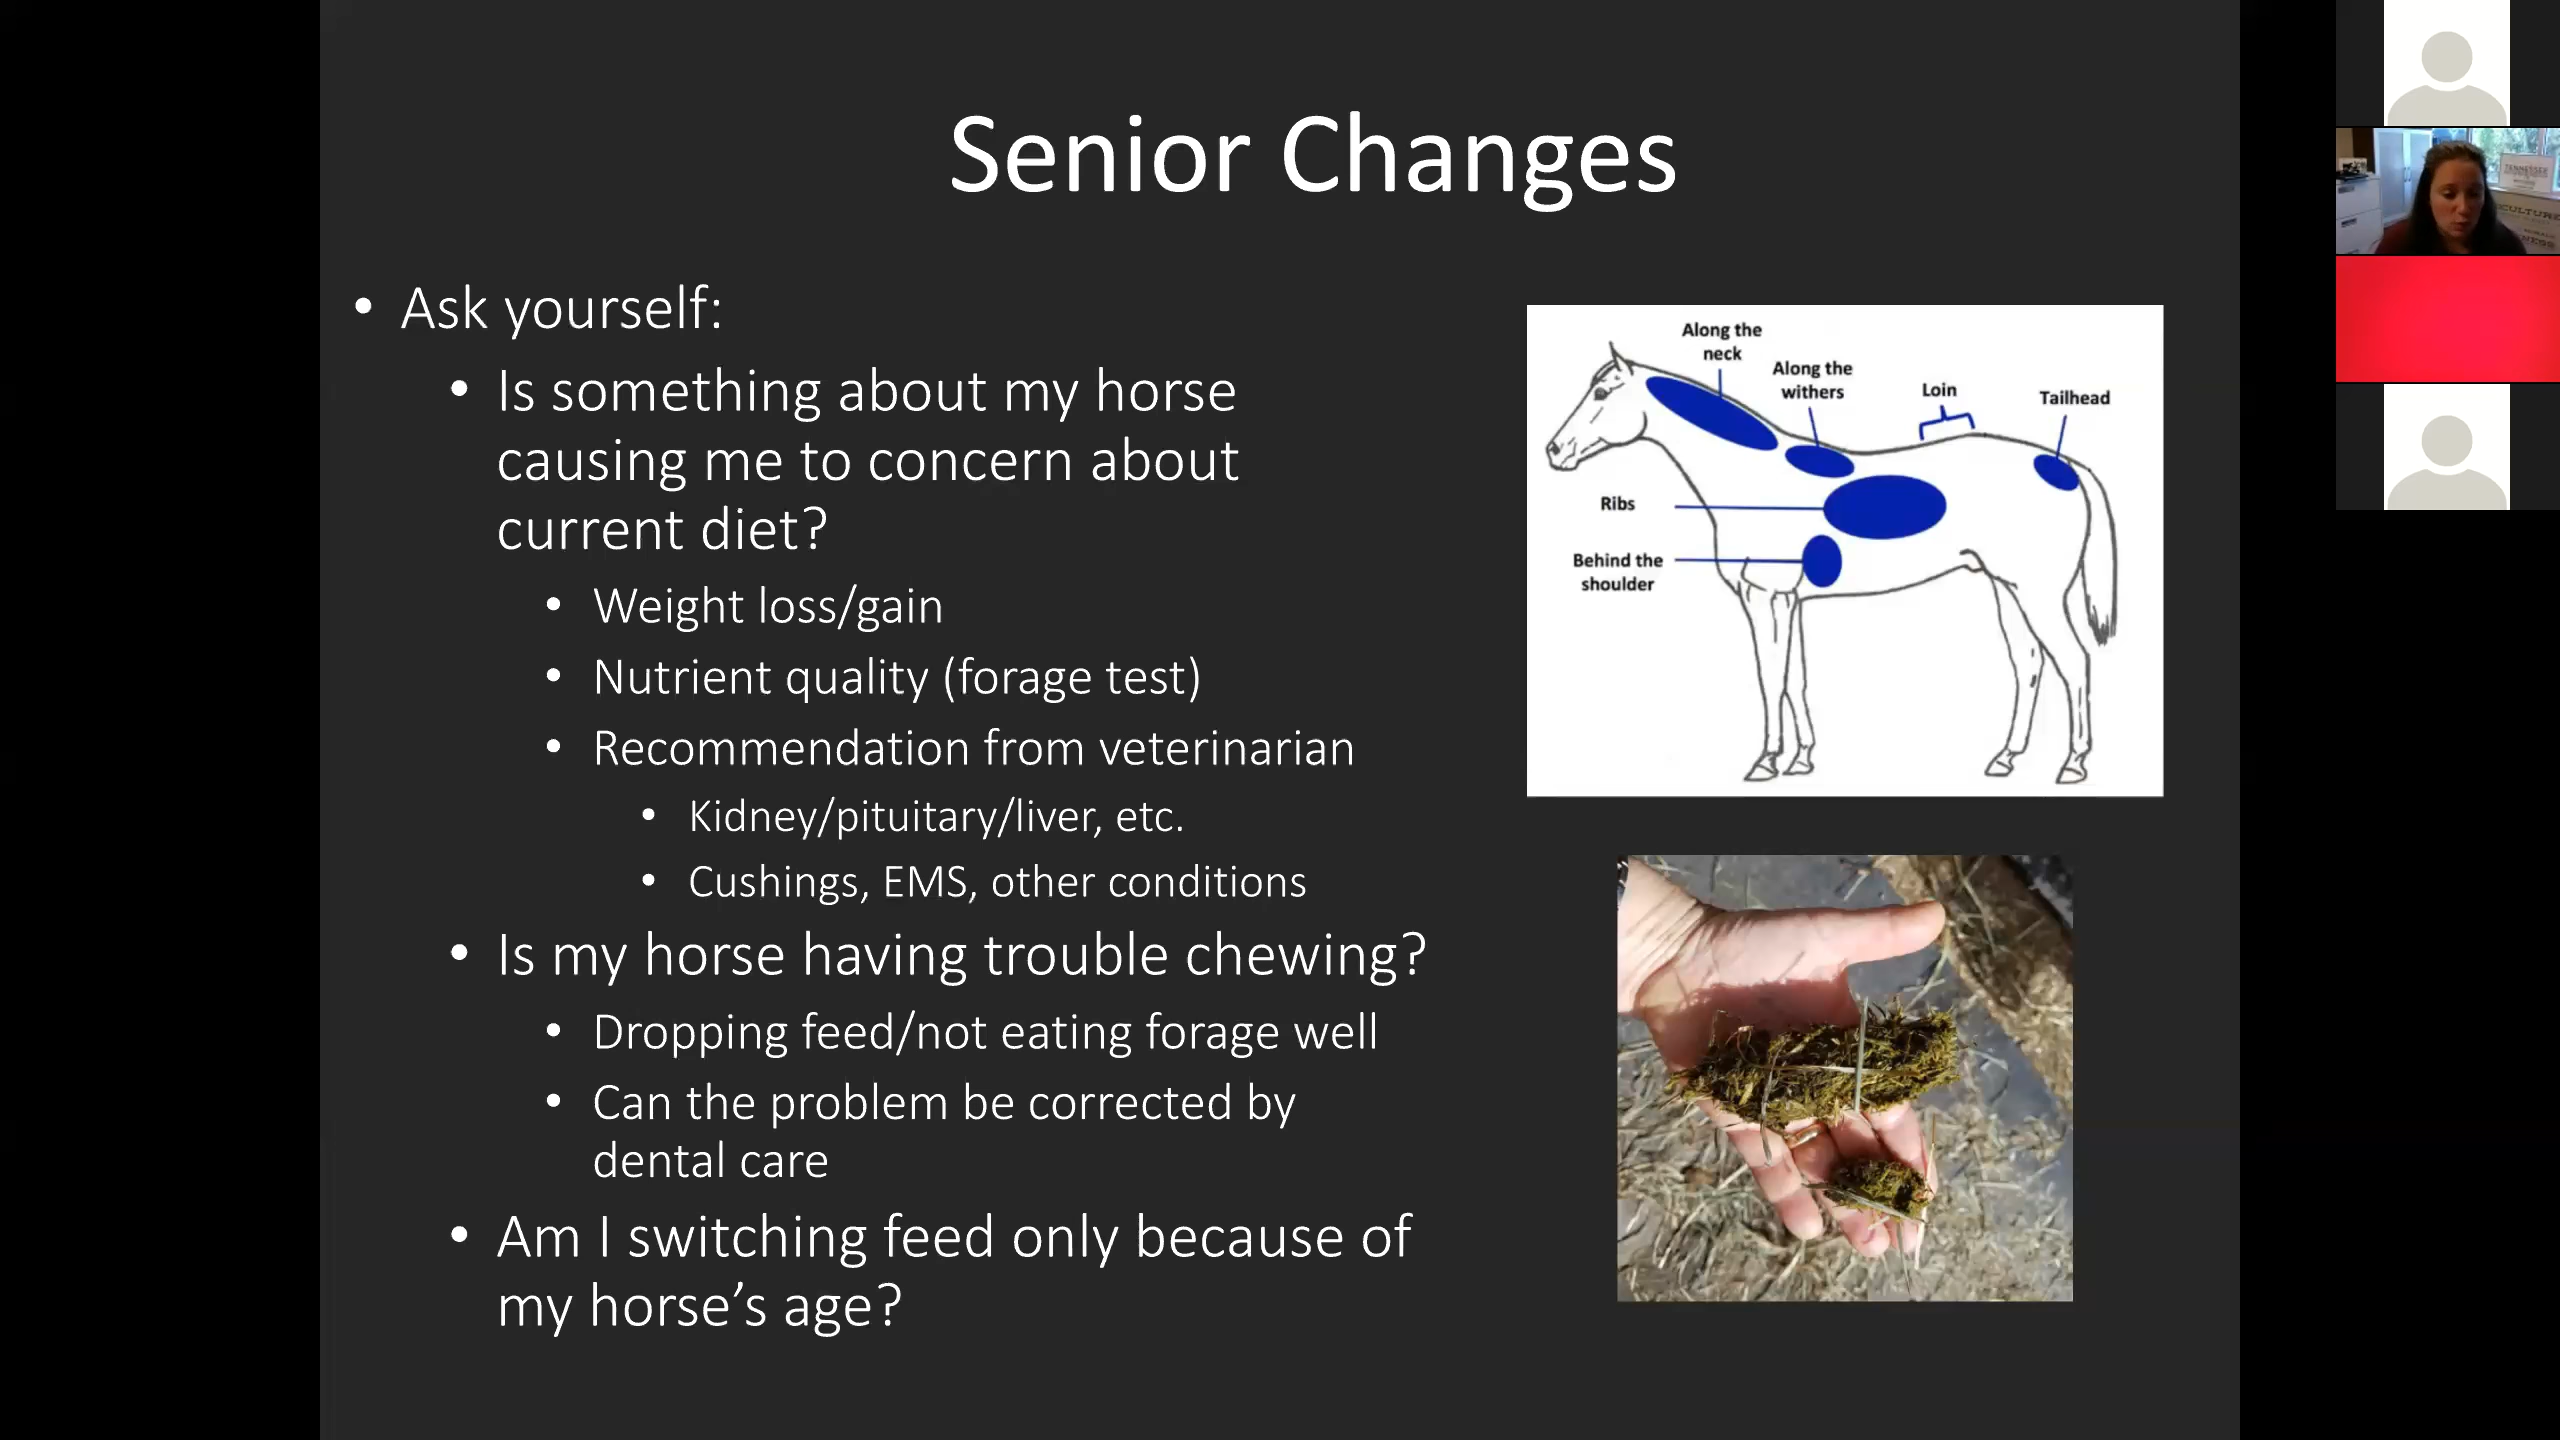 Senior Changes
• Ask yourself:
• Is something about my horse
causing me to concern about
current diet?
• Weight loss/gain
• Nutrient quality (forage test)
• Recommendation from veterinarian
• Kidney/pituitary/liver, etc.
• Cushings, EMS, other conditions
• Is my horse having trouble chewing?
• Dropping feed/not eating forage well
• Can the problem be corrected by
dental care
• Am I switching feed only because of
my horse’s age?
Along the
neck
Along the
withers
Loin
Tailhead
Ribs
Behind the
shoulder
TENNESSEE
CULTURE
NESS